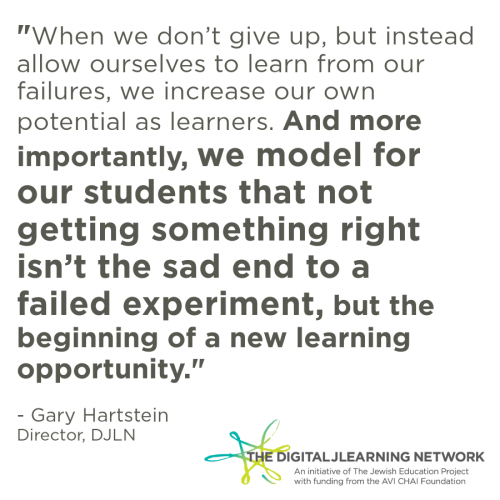 "When we don’t give up, but instead
allow ourselves to learn from our
failures, we increase our own
potential as learners. And more
importantly, we model for
our students that not
getting something right
isn’t the sad end to a
failed experiment, but the
beginning of a new learning
opportunity."
- Gary Hartstein
Director, DJLN
THE DIGITAL JLEARNING NETWORK
An initiative of The Jewish Education Project
with funding from the AVI CHAI Foundation